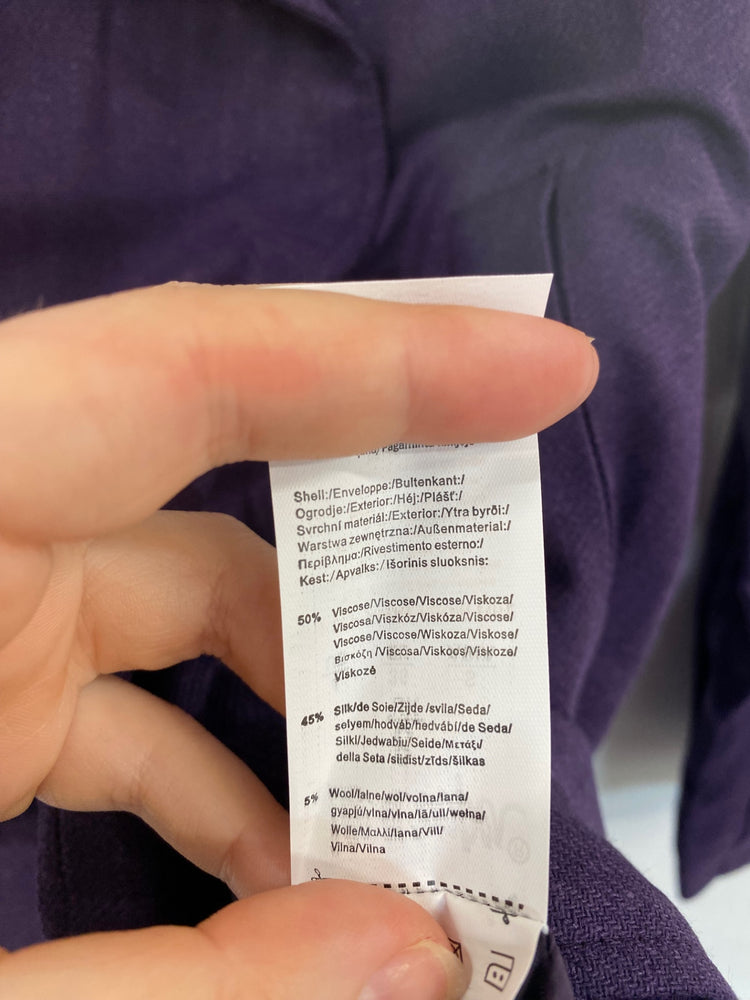 Shell:/Enveloppe:/Bultenkant:/
Ogrodje:/Exterior:/Héj:/Plášť:/
Svrchní materiál:/Exterior:/Ytra byrði:/
Warstwa zewnętrzna:/Außenmaterial:/
Περίβλημα:/Rivestimento esterno:/
Kest:/Apvalks:/Išorinis sluoksnis:
50% Viscose/Viscose/Viscose/Viskoza/
Viscosa/Viszkóz/Viskóza/Viscose/
Viscose/Viscose/Wiskoza/Viskose/
Βισκόζη/Viscosa/Viskoos/Viskoze/
Viskozė
45% Silk/de Soie/Zijde/svila/Seda/
selyem/hodváb/hedvábí/de Seda/
Silki/Jedwabiu/Seide/Μετάξι/
della Seta/siidist/zīds/šilkas
5% Wool/laine/wol/volna/lana/
gyapjú/vlna/vlna/lã/ull/wełna/
Wolle/Μαλλί/lana/Vill/
Vilna/Vilna